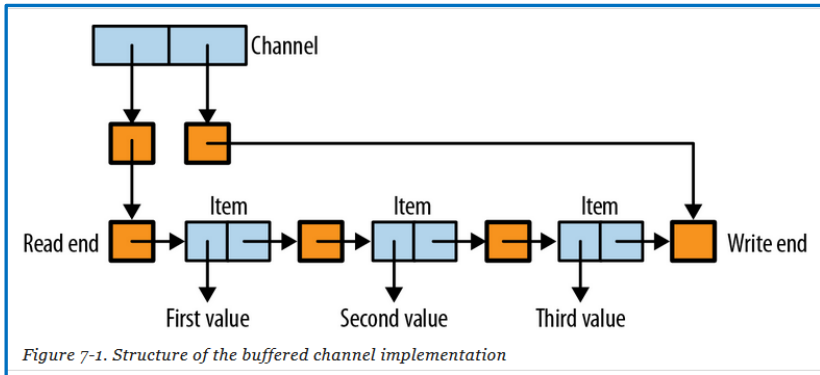 Channel
Item Item Item
Read end Write end
First value Second value Third value
Figure 7-1. Structure of the buffered channel implementation